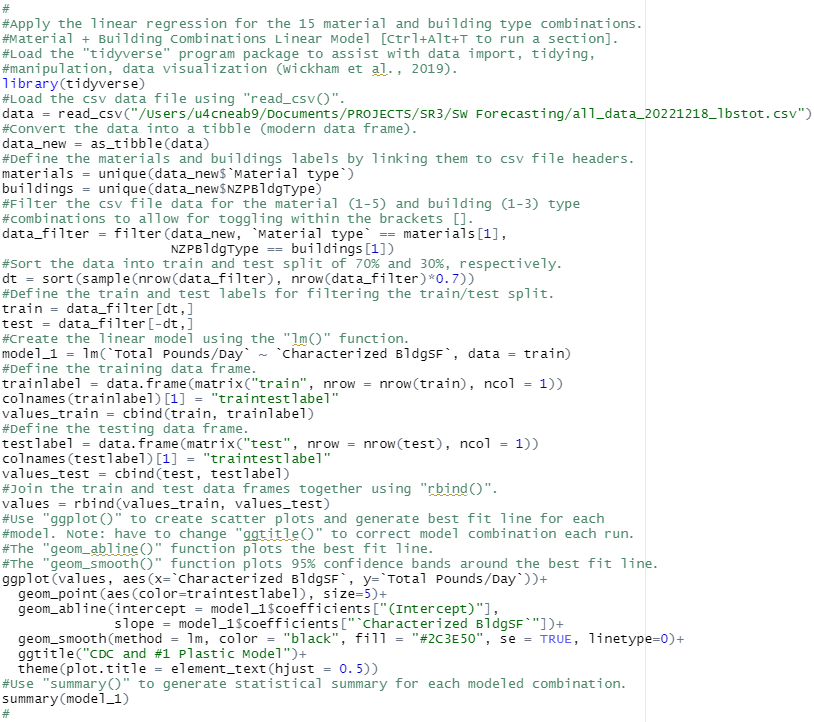 #
#Apply the linear regression for the 15 material and building type combinations.
#Material + Building Combinations Linear Model [Ctrl+Alt+T to run a section].
#Load the "tidyverse" program package to assist with data import, tidying,
#manipulation, data visualization (Wickham et al., 2019).
library(tidyverse)
#Load the csv data file using "read_csv()".
data = read_csv("/Users/u4cneab9/Documents/PROJECTS/SR3/SW Forecasting/all_data_20221218_lbstot.csv")
#Convert the data into a tibble (modern data frame).
data_new = as_tibble(data)
#Define the materials and buildings labels by linking them to csv file headers.
materials = unique(data_new$`Material type`)
buildings = unique(data_new$NZPBldgType)
#Filter the csv file data for the material (1-5) and building (1-3) type
#combinations to allow for toggling within the brackets [].
data_filter = filter(data_new, `Material type` == materials[1],
                     NZPBldgType == buildings[1])
#Sort the data into train and test split of 70% and 30%, respectively.
dt = sort(sample(nrow(data_filter), nrow(data_filter)*0.7))
#Define the train and test labels for filtering the train/test split.
train = data_filter[dt,]
test = data_filter[-dt,]
#Create the linear model using the "lm()" function.
model_1 = lm(`Total Pounds/Day` ~ `Characterized BldgSF`, data = train)
#Define the training data frame.
trainlabel = data.frame(matrix("train", nrow = nrow(train), ncol = 1))
colnames(trainlabel)[1] = "traintestlabel"
values_train = cbind(train, trainlabel)
#Define the testing data frame.
testlabel = data.frame(matrix("test", nrow = nrow(test), ncol = 1))
colnames(testlabel)[1] = "traintestlabel"
values_test = cbind(test, testlabel)
#Join the train and test data frames together using "rbind()".
values = rbind(values_train, values_test)
#Use "ggplot()" to create scatter plots and generate best fit line for each
#model. Note: have to change "ggtitle()" to correct model combination each run.
#The "geom_abline()" function plots the best fit line.
#The "geom_smooth()" function plots 95% confidence bands around the best fit line.
ggplot(values, aes(x=`Characterized BldgSF`, y=`Total Pounds/Day`))+
  geom_point(aes(color=traintestlabel), size=5)+
  geom_abline(intercept = model_1$coefficients["(Intercept)"],
              slope = model_1$coefficients["`Characterized BldgSF`"])+
  geom_smooth(method = lm, color = "black", fill = "#2C3E50", se = TRUE, linetype=0)+
  ggtitle("CDC and #1 Plastic Model")+
  theme(plot.title = element_text(hjust = 0.5))
#Use "summary()" to generate statistical summary for each modeled combination.
summary(model_1)
#